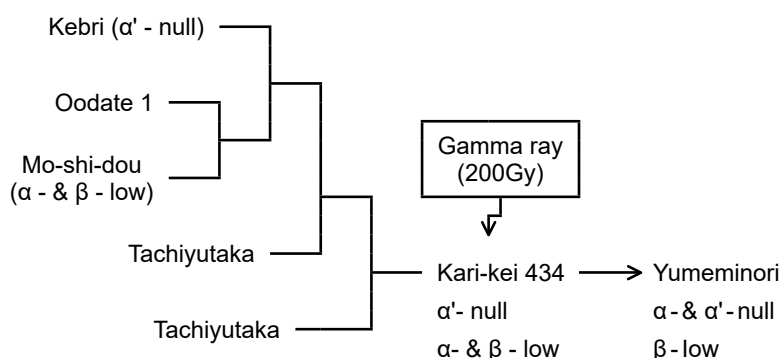 Kebri (α' - null)
Oodate 1
Mo-shi-dou
(α - & β - low)
Tachiyutaka
Tachiyutaka
Gamma ray
(200Gy)
Kari-kei 434
α'- null
α- & β - low
Yumeminori
α - & α' - null
β - low